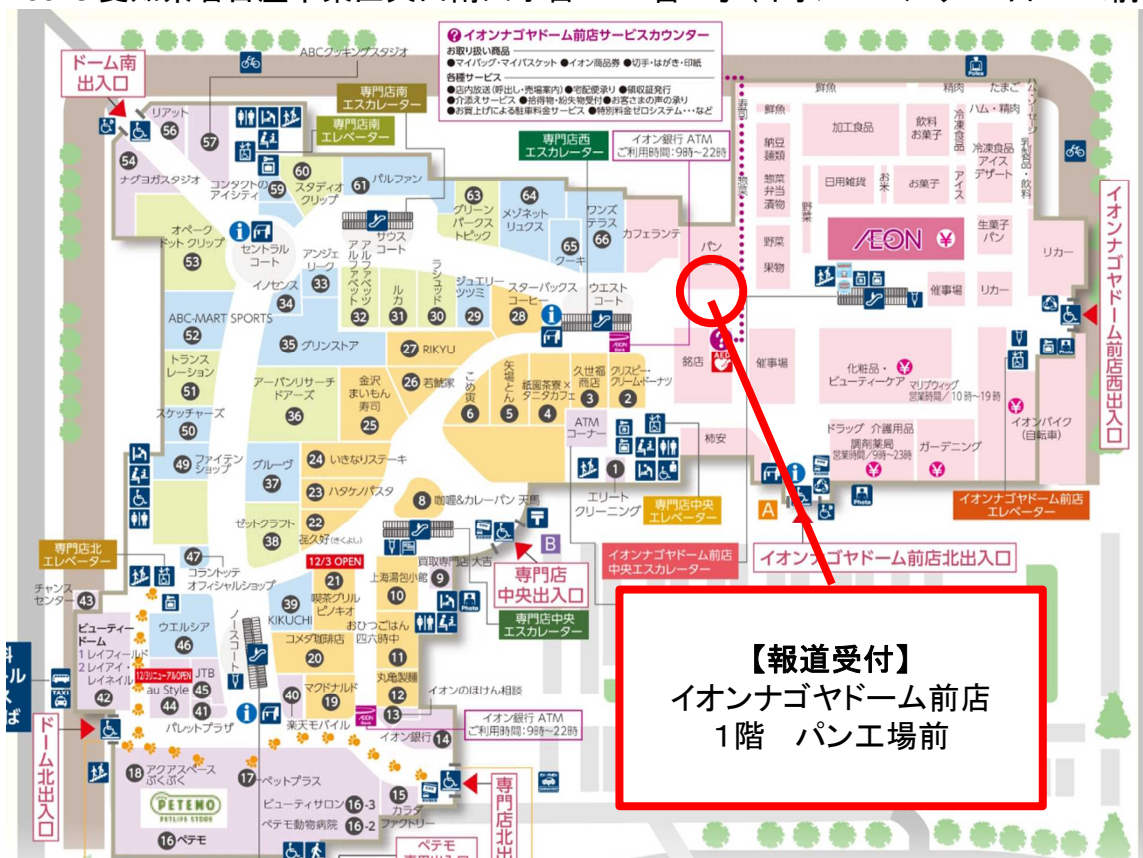 ドーム南
出入口
ABCクッキングスタジオ
イオンナゴヤドーム前店サービスカウンター
お取り扱い商品
●マイバッグ・マイバスケット ●イオン商品券 ●切手・はがき・印紙
各種サービス
●店内放送(呼出し・売場案内) ●宅配便承り ●領収証発行
●介添えサービス ●拾得物・紛失物受付 ●お客さまの声の承り
●お買上げによる駐車料金サービス ●特別料金ゼロシステム・・・など
専門店南
エスカレーター
専門店南
エレベーター
専門店西
エスカレーター
イオン銀行 ATM
ご利用時間:9時~22時
リアット
56
57
54
ナグヨガスタジオ
コンタクトの
アイシティ
59
60
スタディオ
クリップ
61
パルファン
63
グリーン
パークス
トピック
64
メゾネット
リュクス
65
クーキ
ワンズ
テラス
66
カフェランテ
パン
寿司
惣菜
鮮魚
納豆
麺類
惣菜
弁当
漬物
野菜
果物
鮮魚
精肉
たまご
ハム・ソーセージ
加工食品
飲料
お菓子
冷凍食品
ハム・精肉
冷凍食品
アイス
デザート
乳製品・飲料
日用雑貨
お米
お菓子
アイス
野菜
ÆON
生菓子
パン
リカー
催事場
リカー
Police
イオンナゴヤドーム前店西出入口
オペーク
ドット クリップ
53
セントラル
コート
アンジェ
リーク
33
サウス
コート
アルファベット
アルファベッツ
32
ルカ
31
ラシュッド
30
ジュエリー
ツツミ
29
スターバックス
コーヒー
28
ウエスト
コート
イノセンス
34
ABC-MART SPORTS
52
35 グリンストア
27 RIKYU
26 若鯱家
こめ寅
6
矢場とん
5
祇園茶寮×
タニタカフェ
4
久世福
商店
3
クリスピー・
クリーム・ドーナツ
2
AEON
Bank
銘店
AED
催事場
化粧品・
ビューティーケア
マリブウィッグ
営業時間/10時~19時
ドラッグ 介護用品
調剤薬局
営業時間/9時~23時
ガーデニング
イオンバイク
(自転車)
トランス
レーション
51
スケッチャーズ
50
49 ファイテン
ショップ
アーバンリサーチ
ドアーズ
36
金沢
まいもん
寿司
25
グルーヴ
37
24 いきなりステーキ
23 ハタケノパスタ
22
㐂久好(きくよし)
8 咖喱&カレーパン 天馬
ATM
コーナー
1
エリート
クリーニング
柿安
専門店中央
エレベーター
A
Photo
イオンナゴヤドーム前店
エレベーター
イオンナゴヤドーム前店
中央エスカレーター
イオンナゴヤドーム前店北出入口
ゼットクラフト
38
専門店北
エレベーター
47
コラントッテ
オフィシャルショップ
12/3 OPEN
21
喫茶グリル
ピノキオ
上海湯包小館
10
買取専門店 大吉
9
B
専門店
中央出入口
専門店中央
エスカレーター
チャンス
センター 43
ビューティー
ドーム
1 レイフィールド
2 レイアイ・
レイネイル
42
ウエルシア
46
ノースコート
39
KIKUCHI
コメダ珈琲店
20
おひつごはん
四六時中
11
丸亀製麺
12
12/3リニューアルOPEN
au Style
44
JTB
45
41
パレットプラザ
40
楽天モバイル
マクドナルド
19
13
イオンのほけん相談
イオン銀行 14
イオン銀行 ATM
ご利用時間:9時~22時
TAXI
ドーム北出入口
18 アクアスペース
ぶくぶく
17 ペットプラス
PETEMO
PETLIFE STORE
16 ペテモ
ビューティサロン 16-3
ペテモ動物病院 16-2
15
カラダ
ファクトリー
専門店北出
ペテモ
【報道受付】
イオンナゴヤドーム前店
1階 パン工場前